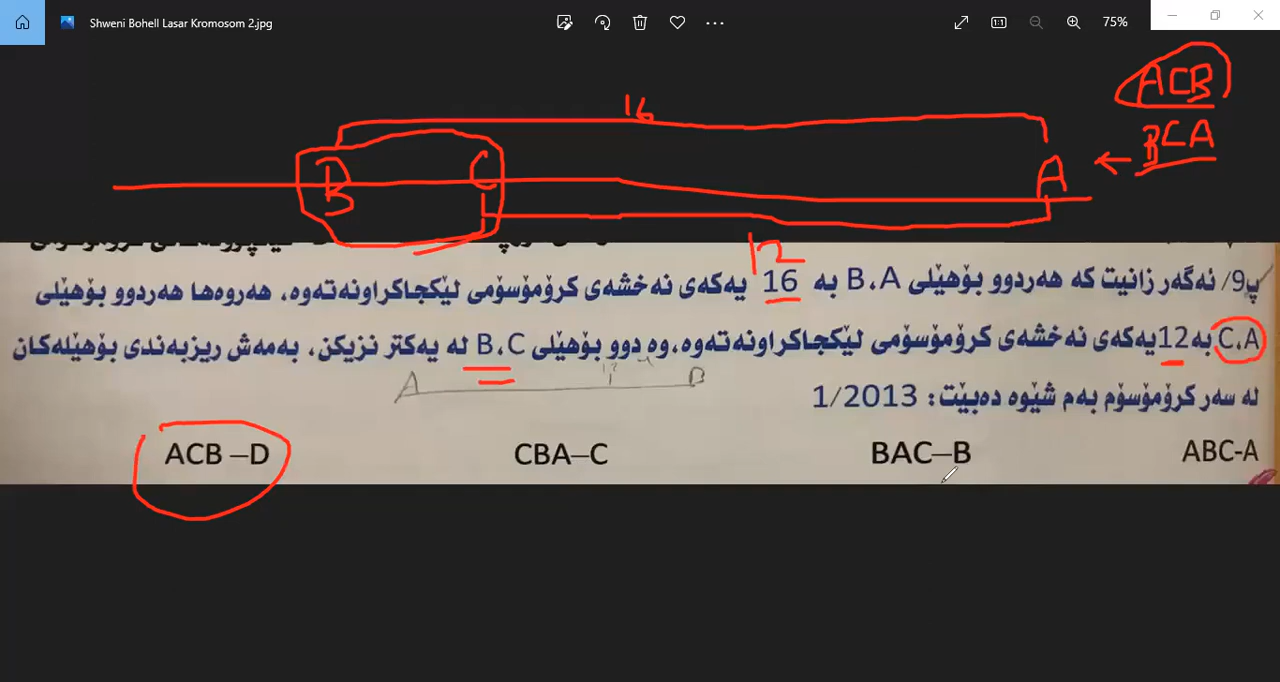 Shweni Bohell Lasar Kromosom 2.jpg
75%
16
ACB
BCA
B C A
12
پ9/ ئەگەر زانیت کە هەردوو بۆهێلی B،A بە 16 یەکەی نەخشەی کرۆمۆسۆمی لێکجاکراونەتەوە، هەروەها هەردوو بۆهێلی
C،A بە 12یەکەی نەخشەی کرۆمۆسۆمی لێکجاکراونەتەوە،وە دوو بۆهێلی B،C لە یەکتر نزیکن، بەمەش ریزبەندی بۆهێلەکان
A B
لە سەر کرۆمۆسۆم بەم شێوە دەبێت: 1/2013
ABC-A BAC–B CBA–C ACB –D